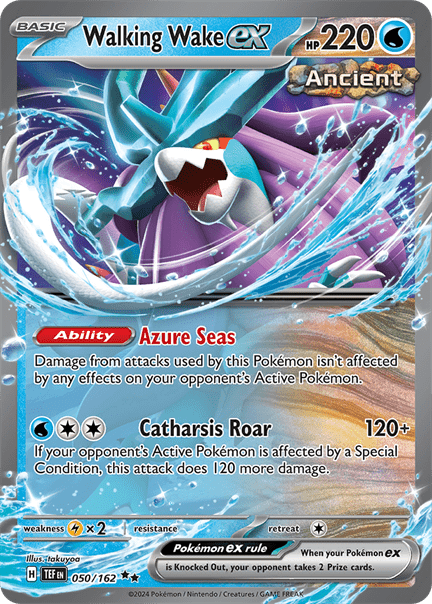 BASIC Walking Wake ex HP 220
Ancient
Ability Azure Seas
Damage from attacks used by this Pokémon isn't affected
by any effects on your opponent's Active Pokémon.
Catharsis Roar 120+
If your opponent's Active Pokémon is affected by a Special
Condition, this attack does 120 more damage.
weakness ×2 resistance retreat
Illus. takuyoa
Pokémon ex rule When your Pokémon ex
is Knocked Out, your opponent takes 2 Prize cards.
H TEF EN 050/162 ★★
©2024 Pokémon / Nintendo / Creatures / GAME FREAK